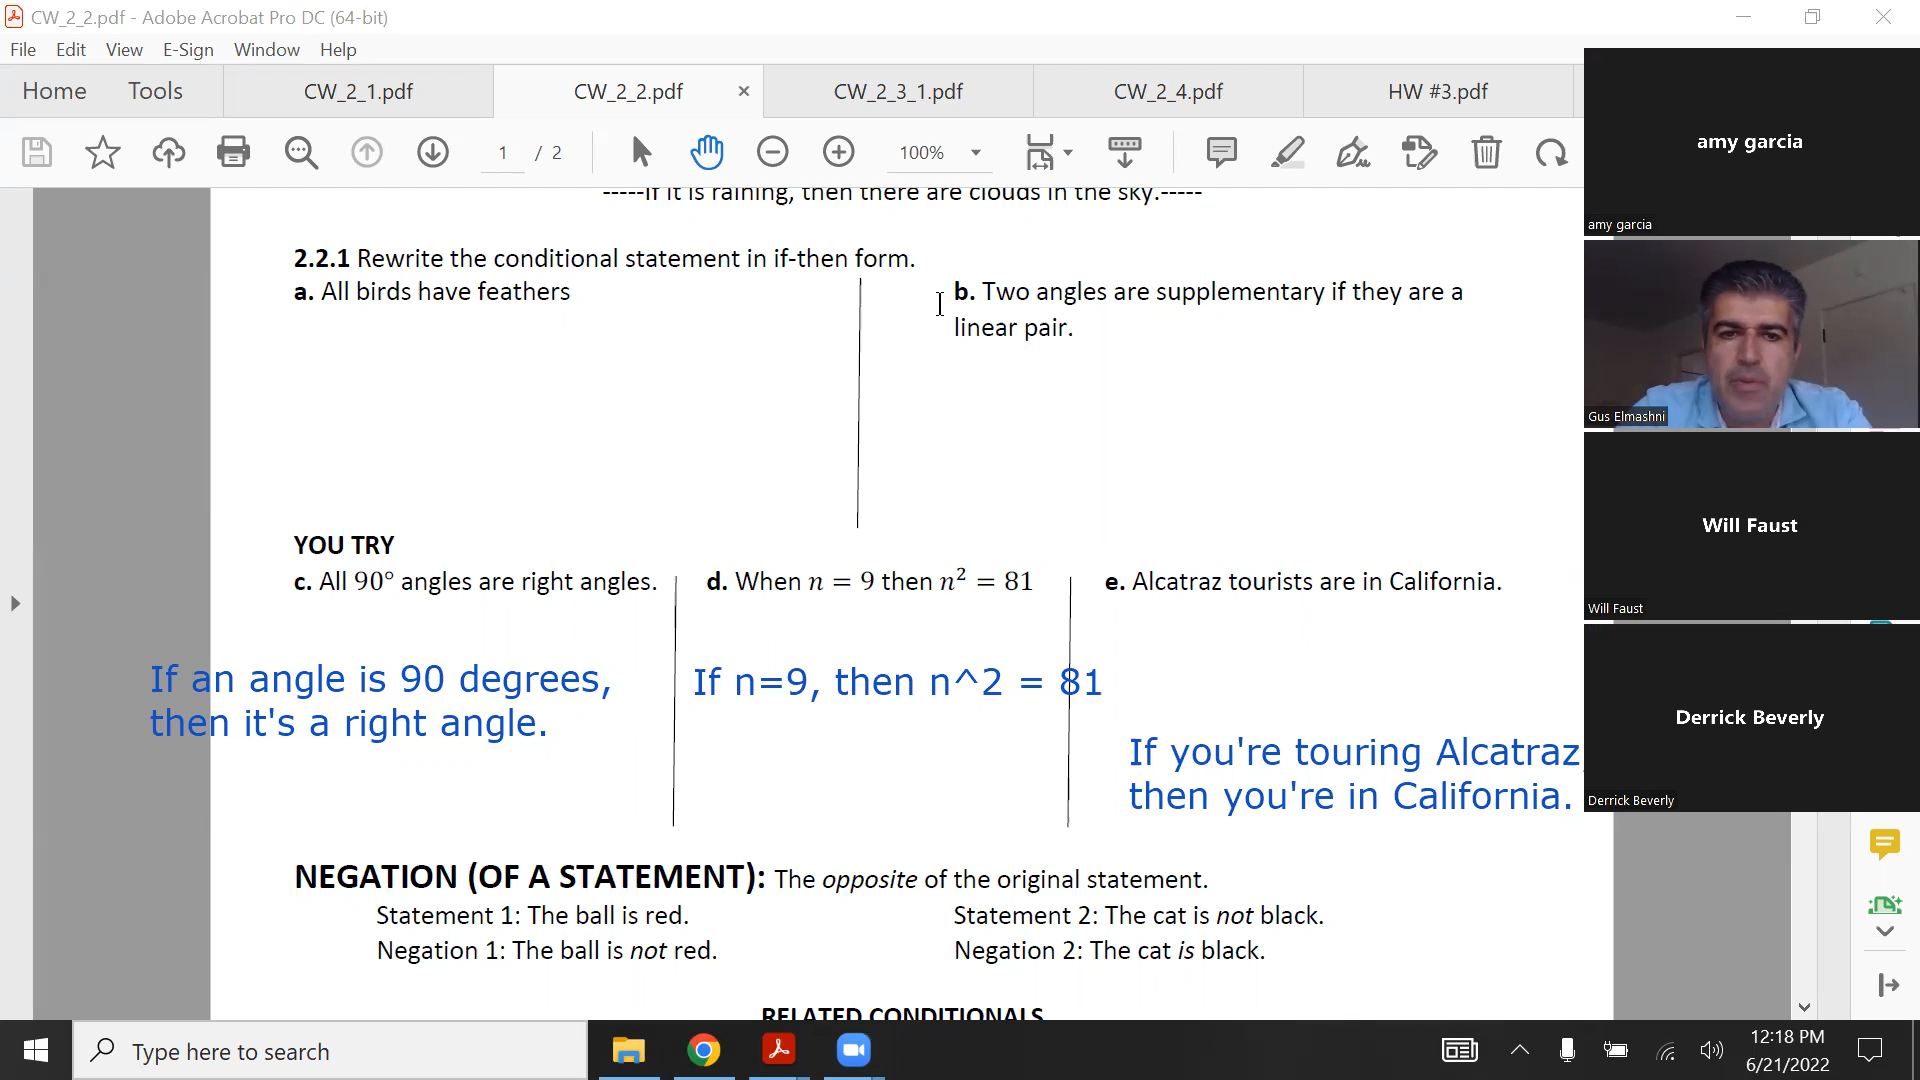 CW_2_2.pdf - Adobe Acrobat Pro DC (64-bit)
File Edit View E-Sign Window Help
Home Tools CW_2_1.pdf CW_2_2.pdf × CW_2_3_1.pdf CW_2_4.pdf HW #3.pdf
1 / 2 100%
-----If it is raining, then there are clouds in the sky.-----
2.2.1 Rewrite the conditional statement in if-then form.
a. All birds have feathers
b. Two angles are supplementary if they are a
linear pair.
YOU TRY
c. All 90° angles are right angles.
d. When n = 9 then n² = 81
e. Alcatraz tourists are in California.
If an angle is 90 degrees,
then it's a right angle.
If n=9, then n^2 = 81
If you're touring Alcatraz
then you're in California.
NEGATION (OF A STATEMENT): The opposite of the original statement.
Statement 1: The ball is red.
Negation 1: The ball is not red.
Statement 2: The cat is not black.
Negation 2: The cat is black.
RELATED CONDITIONALS
amy garcia
amy garcia
Gus Elmashni
Will Faust
Will Faust
Derrick Beverly
Derrick Beverly
Type here to search
12:18 PM
6/21/2022